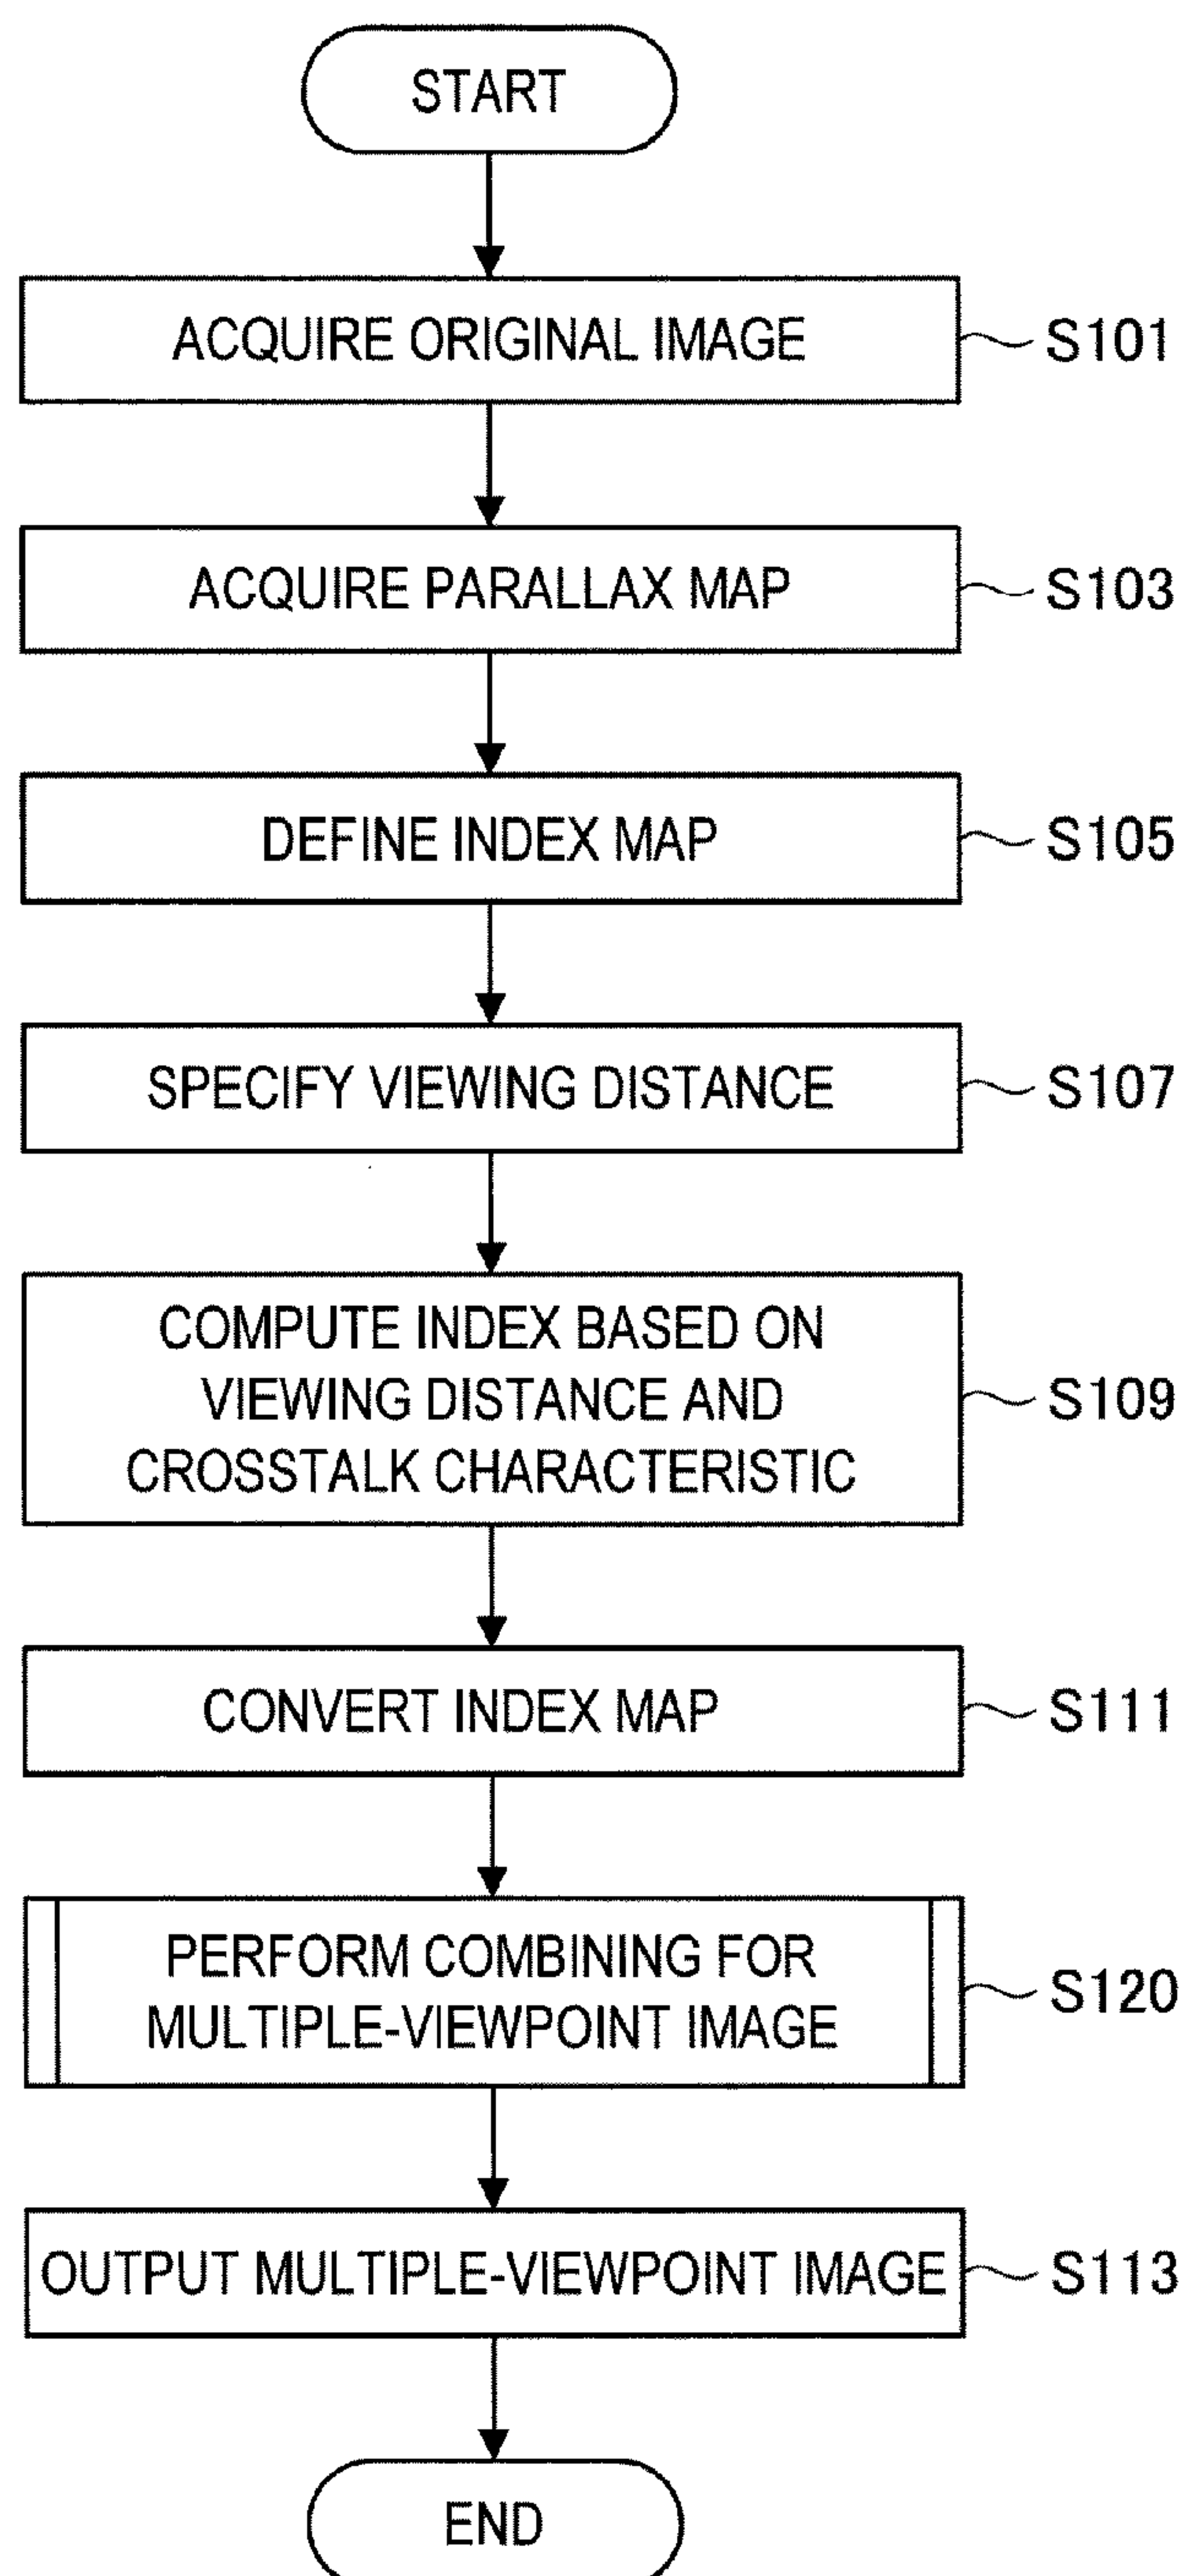 START
ACQUIRE ORIGINAL IMAGE
S101
ACQUIRE PARALLAX MAP
S103
DEFINE INDEX MAP
S105
SPECIFY VIEWING DISTANCE
S107
COMPUTE INDEX BASED ON
VIEWING DISTANCE AND
CROSSTALK CHARACTERISTIC
S109
CONVERT INDEX MAP
S111
PERFORM COMBINING FOR
MULTIPLE-VIEWPOINT IMAGE
S120
OUTPUT MULTIPLE-VIEWPOINT IMAGE
S113
END